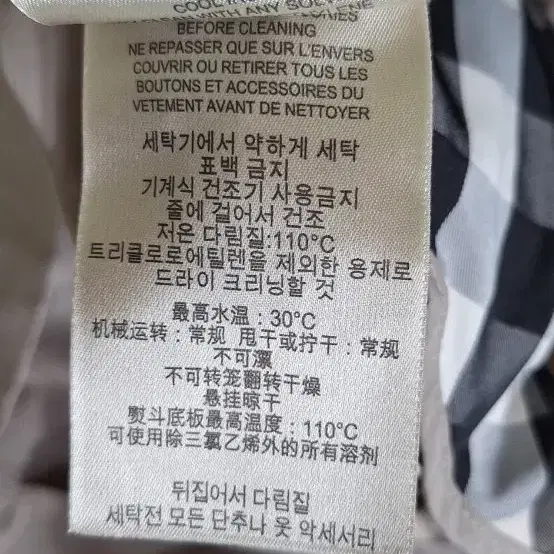 BEFORE CLEANING
NE REPASSER QUE SUR L'ENVERS
COUVRIR OU RETIRER TOUS LES
BOUTONS ET ACCESSOIRES DU
VETEMENT AVANT DE NETTOYER
세탁기에서 약하게 세탁
표백 금지
기계식 건조기 사용금지
줄에 걸어서 건조
저온 다림질:110°C
트리클로로에틸렌을 제외한 용제로
드라이 크리닝할 것
最高水温:30°C
机械运转:常规 甩干或拧干:常规
不可漂
不可转笼翻转干燥
悬挂晾干
熨斗底板最高温度:110°C
可使用除三氯乙烯外的所有溶剂
뒤집어서 다림질
세탁전 모든 단추나 옷 악세서리